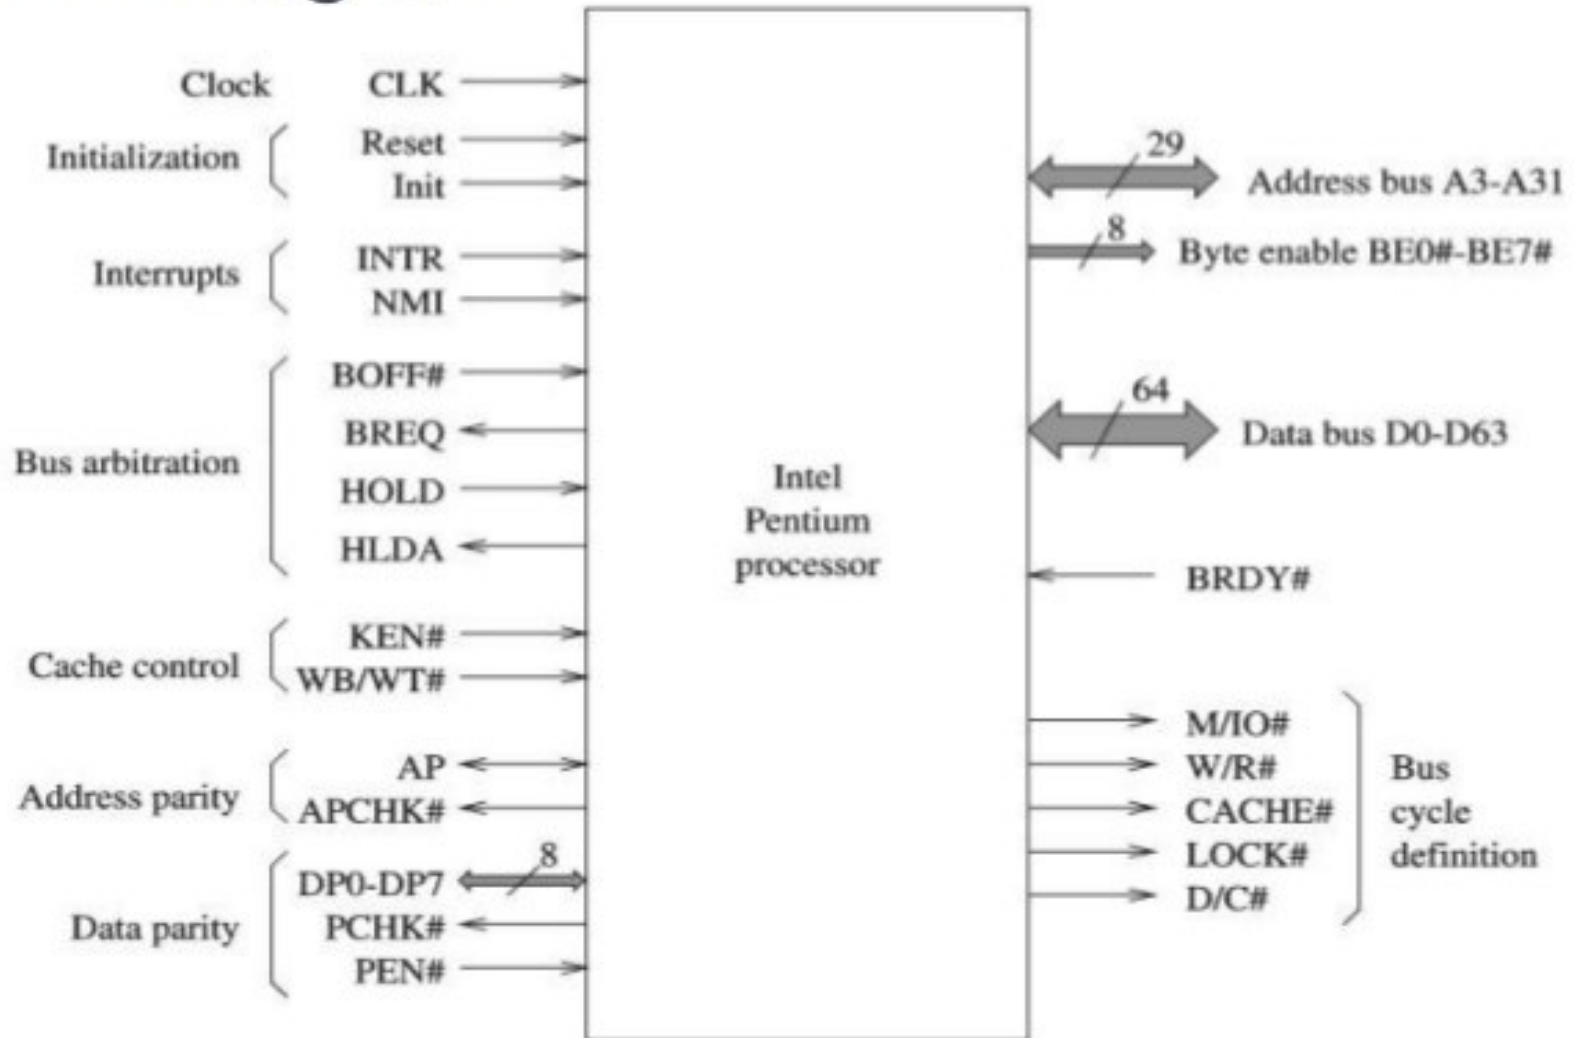 Clock CLK
Initialization
Reset
Init
Interrupts
INTR
NMI
Bus arbitration
BOFF#
BREQ
HOLD
HLDA
Cache control
KEN#
WB/WT#
Address parity
AP
APCHK#
Data parity
DP0-DP7
8
PCHK#
PEN#
Intel
Pentium
processor
29
Address bus A3-A31
8
Byte enable BE0#-BE7#
64
Data bus D0-D63
BRDY#
M/IO#
W/R#
CACHE#
LOCK#
D/C#
Bus
cycle
definition